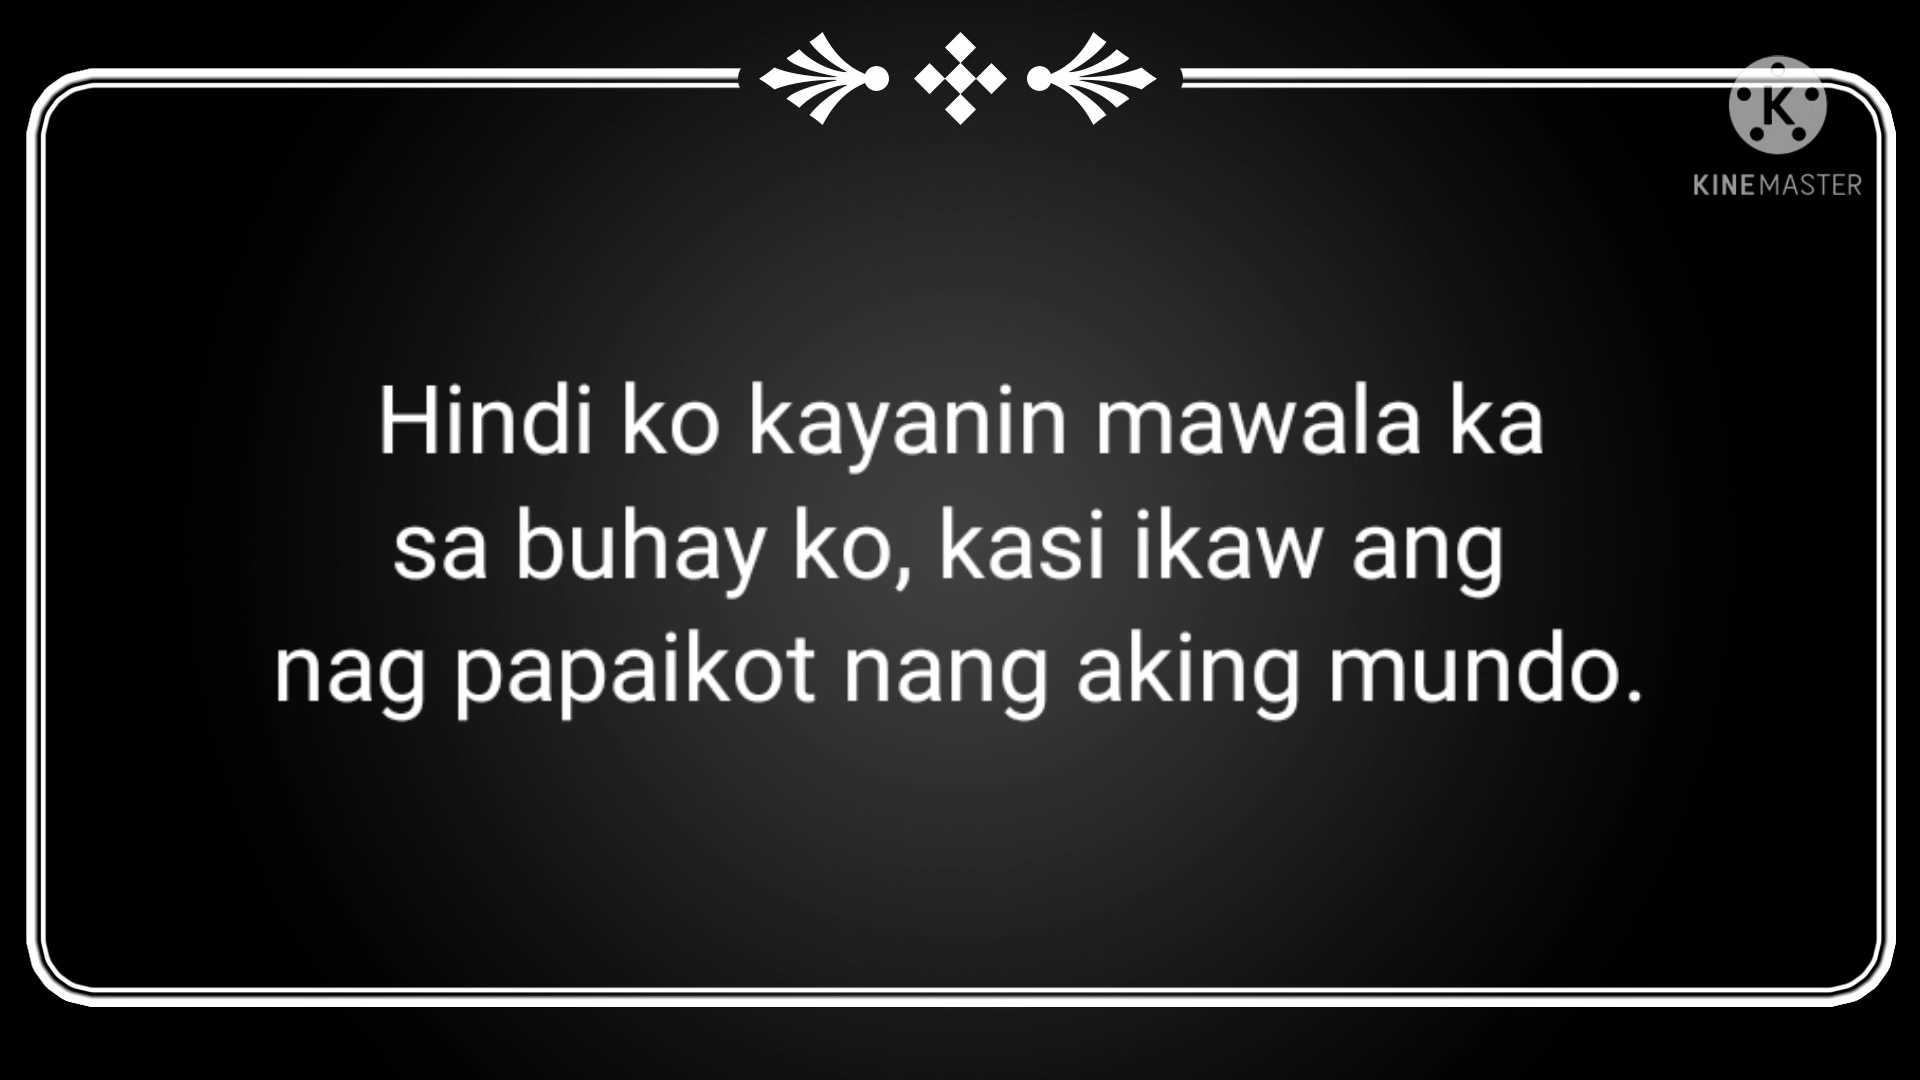 KINEMASTER
Hindi ko kayanin mawala ka
sa buhay ko, kasi ikaw ang
nag papaikot nang aking mundo.